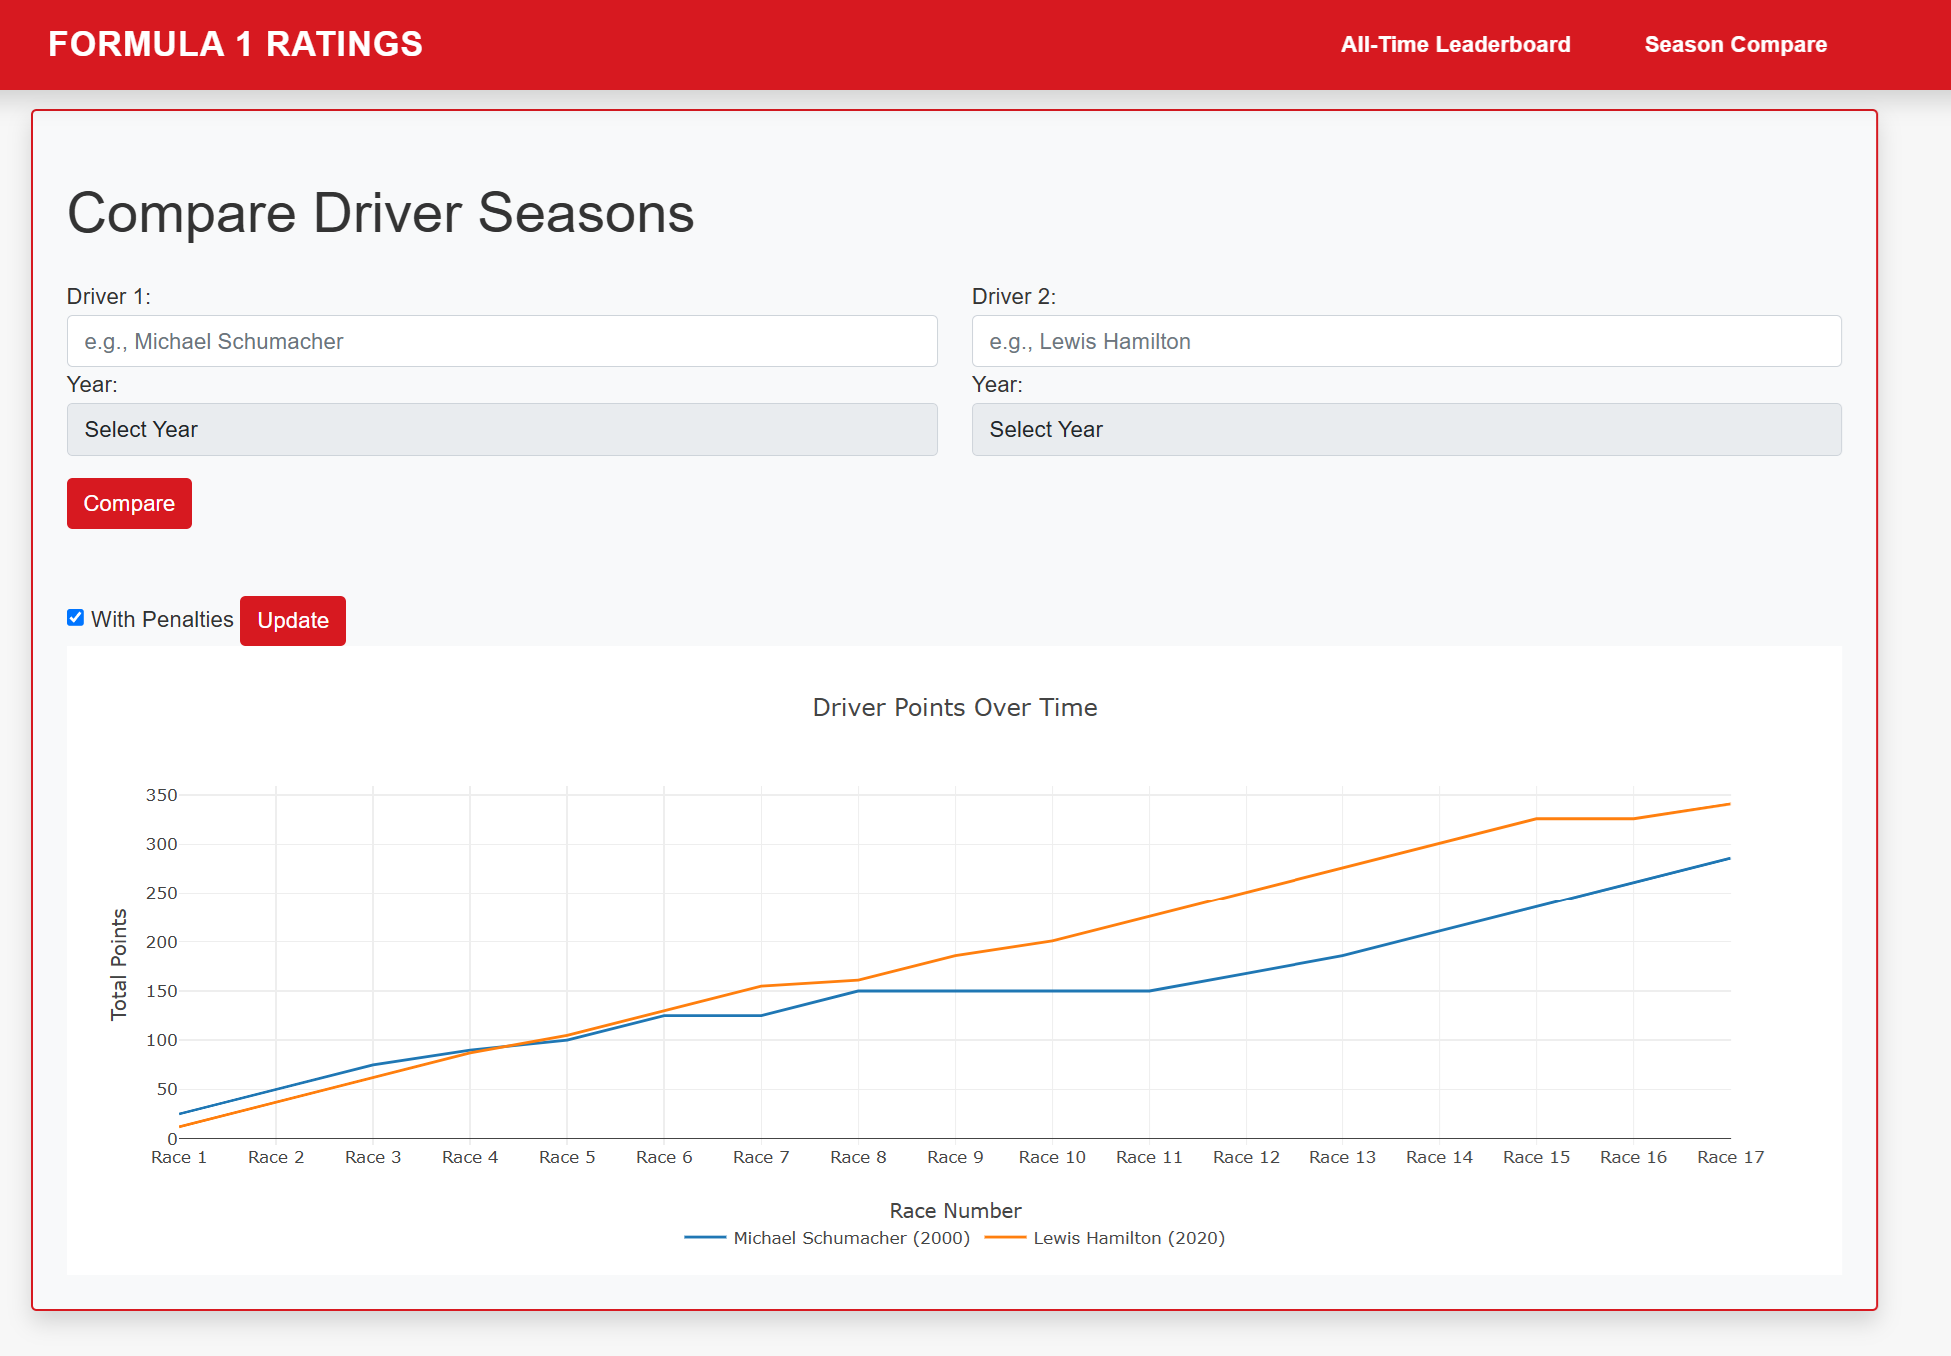 FORMULA 1 RATINGS
All-Time Leaderboard
Season Compare
Compare Driver Seasons
Driver 1:
e.g., Michael Schumacher
Year:
Select Year
Driver 2:
e.g., Lewis Hamilton
Year:
Select Year
Compare
With Penalties
Update
Driver Points Over Time
350
300
250
200
150
100
50
0
Total Points
Race 1 Race 2 Race 3 Race 4 Race 5 Race 6 Race 7 Race 8 Race 9 Race 10 Race 11 Race 12 Race 13 Race 14 Race 15 Race 16 Race 17
Race Number
Michael Schumacher (2000) Lewis Hamilton (2020)